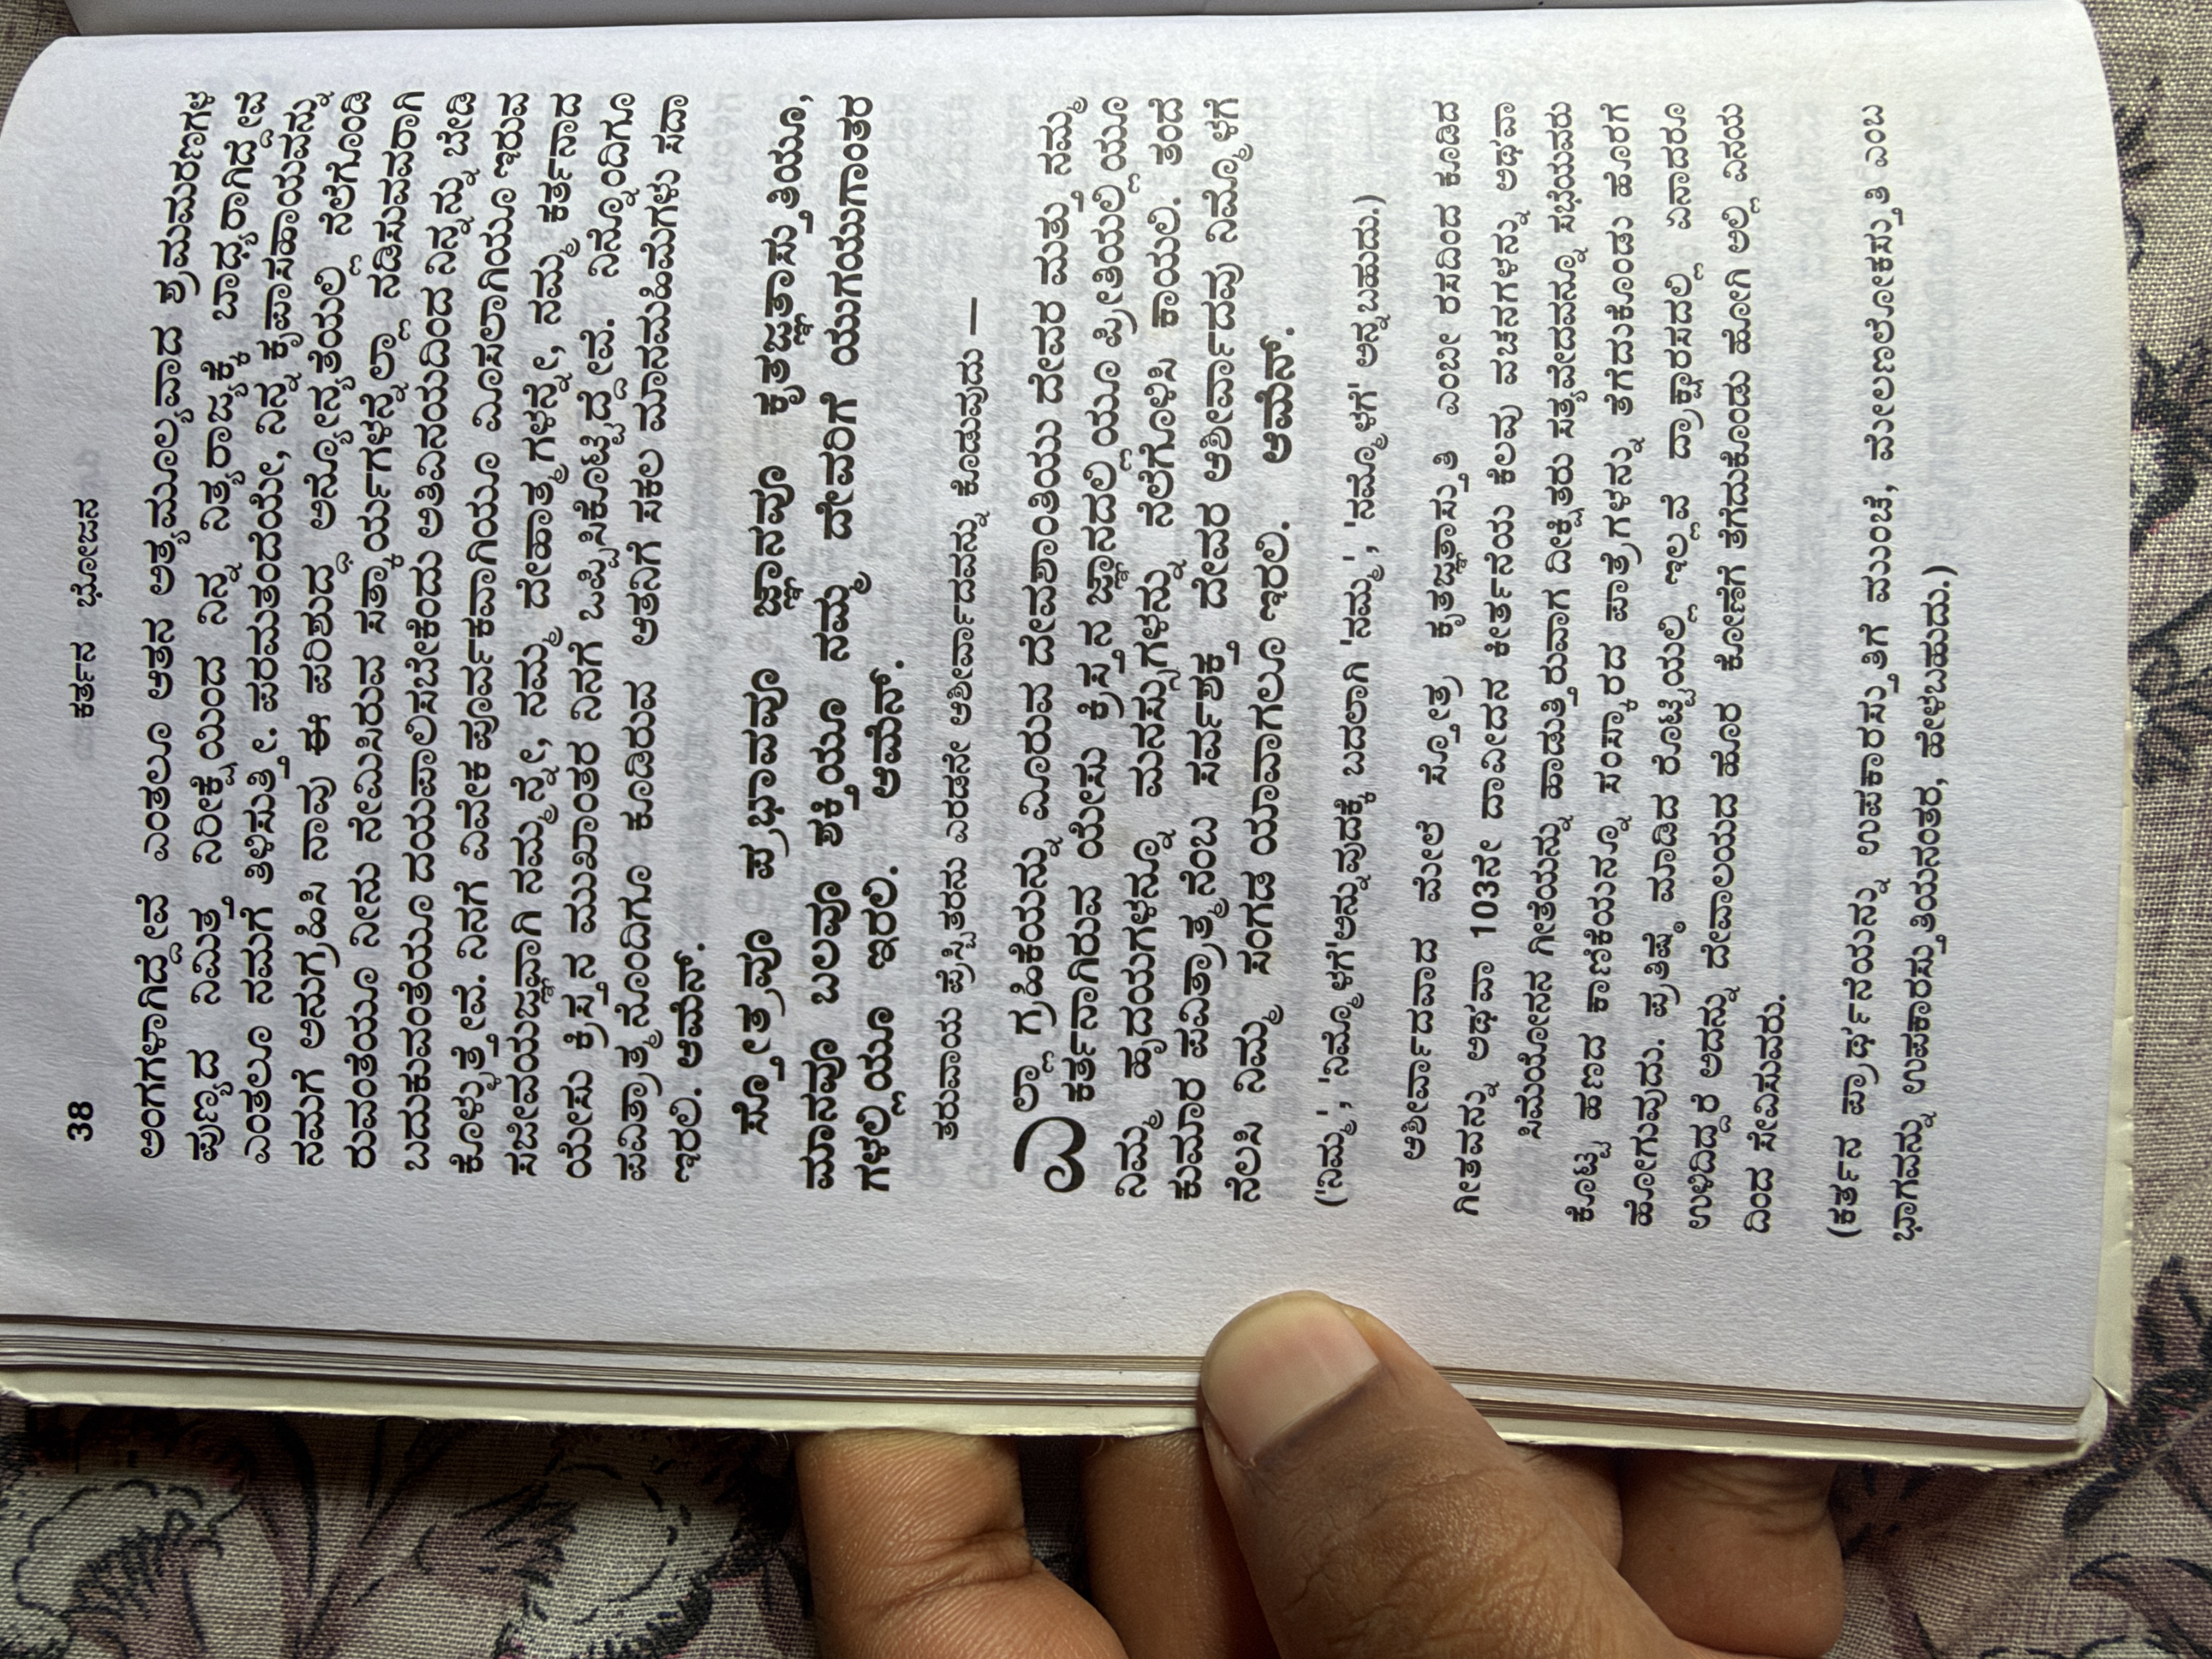 38 ಕರ್ತನ ಭೋಜನ
ಅಂಗಗಳಾಗಿದ್ದೇವೆ ಎಂತಲೂ ಆತನ ಅತ್ಯಮೂಲ್ಯವಾದ ಶ್ರಮಮರಣಗಳ
ಪುಣ್ಯದ ನಿಮಿತ್ತ ನಿರೀಕ್ಷೆಯಿಂದ ನಿನ್ನ ನಿತ್ಯರಾಜ್ಯಕ್ಕೆ ಬಾಧ್ಯರಾಗಿದ್ದೇವೆ
ಎಂತಲೂ ನಮಗೆ ತಿಳಿಸುತ್ತೀ. ಪರಮತಂದೆಯೇ, ನಿನ್ನ ಕೃಪಾಸಹಾಯವನ್ನು
ನಮಗೆ ಅನುಗ್ರಹಿಸಿ ನಾವು ಈ ಪರಿಶುದ್ಧ ಅನ್ಯೋನ್ಯತೆಯಲ್ಲಿ ನೆಲೆಗೊಂಡಿ
ರುವಂತೆಯೂ ನೀನು ನೇಮಿಸಿರುವ ಸತ್ಕಾರ್ಯಗಳನ್ನೆಲ್ಲಾ ನಡಿಸುವವರಾಗಿ
ಬದುಕುವಂತೆಯೂ ದಯಪಾಲಿಸಬೇಕೆಂದು ಅತಿವಿನಯದಿಂದ ನಿನ್ನನ್ನು ಬೇಡಿ
ಕೊಳ್ಳುತ್ತೇವೆ. ನಿನಗೆ ವಿವೇಕ ಪೂರ್ವಕವಾಗಿಯೂ ಮೀಸಲಾಗಿಯೂ ಇರುವ
ಸಜೀವಯಜ್ಞವಾಗಿ ನಮ್ಮನ್ನೇ, ನಮ್ಮ ದೇಹಾತ್ಮಗಳನ್ನೇ, ನಮ್ಮ ಕರ್ತನಾದ
ಯೇಸು ಕ್ರಿಸ್ತನ ಮುಖಾಂತರ ನಿನಗೆ ಒಪ್ಪಿಸಿಕೊಟ್ಟಿದ್ದೇವೆ. ನಿನ್ನೊಂದಿಗೂ
ಪವಿತ್ರಾತ್ಮನೊಂದಿಗೂ ಕೂಡಿರುವ ಆತನಿಗೆ ಸಕಲ ಮಾನಮಹಿಮೆಗಳು ಸದಾ
ಇರಲಿ. ಆಮೆನ್.
ಸ್ತೋತ್ರವೂ ಪ್ರಭಾವವೂ ಜ್ಞಾನವೂ ಕೃತಜ್ಞತಾಸ್ತುತಿಯೂ,
ಮಾನವೂ ಬಲವೂ ಶಕ್ತಿಯೂ ನಮ್ಮ ದೇವರಿಗೆ ಯುಗಯುಗಾಂತರ
ಗಳಲ್ಲಿಯೂ ಇರಲಿ. ಆಮೆನ್.
ತರುವಾಯ ಪ್ರೆಸ್ಬಿತರನು ಎರಡನೇ ಆಶೀರ್ವಾದವನ್ನು ಕೊಡುವುದು —
ಎಲ್ಲಾ ಗ್ರಹಿಕೆಯನ್ನು ಮೀರುವ ದೇವಶಾಂತಿಯು ದೇವರ ಮತ್ತು ನಮ್ಮ
ಕರ್ತನಾಗಿರುವ ಯೇಸು ಕ್ರಿಸ್ತನ ಜ್ಞಾನದಲ್ಲಿಯೂ ಪ್ರೀತಿಯಲ್ಲಿಯೂ
ನಿಮ್ಮ ಹೃದಯಗಳನ್ನೂ ಮನಸ್ಸುಗಳನ್ನು ನೆಲೆಗೊಳಿಸಿ ಕಾಯಲಿ. ತಂದೆ
ಕುಮಾರ ಪವಿತ್ರಾತ್ಮನೆಂಬ ಸರ್ವಶಕ್ತ ದೇವರ ಆಶೀರ್ವಾದವು ನಿಮ್ಮೊಳಗೆ
ನೆಲಸಿ ನಿಮ್ಮ ಸಂಗಡ ಯಾವಾಗಲೂ ಇರಲಿ. ಆಮೆನ್.
('ನಿಮ್ಮ', 'ನಿಮ್ಮೊಳಗೆ'ಅನ್ನುವುದಕ್ಕೆ ಬದಲಾಗಿ 'ನಮ್ಮ', 'ನಮ್ಮೊಳಗೆ' ಅನ್ನಬಹುದು.)
ಆಶೀರ್ವಾದವಾದ ಮೇಲೆ ಸ್ತೋತ್ರ ಕೃತಜ್ಞತಾಸ್ತುತಿ ಎಂಬೀ ರಸದಿಂದ ಕೂಡಿದ
ಗೀತವನ್ನು ಅಥವಾ 103ನೇ ದಾವೀದನ ಕೀರ್ತನೆಯ ಕೆಲವು ವಚನಗಳನ್ನು ಅಥವಾ
ಸಿಮೆಯೋನನ ಗೀತೆಯನ್ನು ಹಾಡುತ್ತಿರುವಾಗ ದೀಕ್ಷಿತರು ಸತ್ಯವೇದವನ್ನೂ ಸಭೆಯವರು
ಕೊಟ್ಟ ಹಣದ ಕಾಣಿಕೆಯನ್ನೂ ಸಂಸ್ಕಾರದ ಪಾತ್ರೆಗಳನ್ನು ತೆಗೆದುಕೊಂಡು ಹೊರಗೆ
ಹೋಗುವುದು. ಪ್ರತಿಷ್ಠೆ ಮಾಡಿದ ರೊಟ್ಟಿಯಲ್ಲಿ ಇಲ್ಲವೆ ದ್ರಾಕ್ಷಾರಸದಲ್ಲಿ ಏನಾದರೂ
ಉಳಿದಿದ್ದರೆ ಅದನ್ನು ದೇವಾಲಯದ ಹೊರ ಕೋಣೆಗೆ ತೆಗೆದುಕೊಂಡು ಹೋಗಿ ಅಲ್ಲಿ ವಿನಯ
ದಿಂದ ಸೇವಿಸುವರು.
(ಕರ್ತನ ಪ್ರಾರ್ಥನೆಯನ್ನು ಉಪಕಾರಸ್ತುತಿಗೆ ಮುಂಚೆ, ಮೇಲಣಲೋಕಸ್ತುತಿ ಎಂಬ
ಭಾಗವನ್ನು ಉಪಕಾರಸ್ತುತಿಯನಂತರ, ಹೇಳಬಹುದು.)